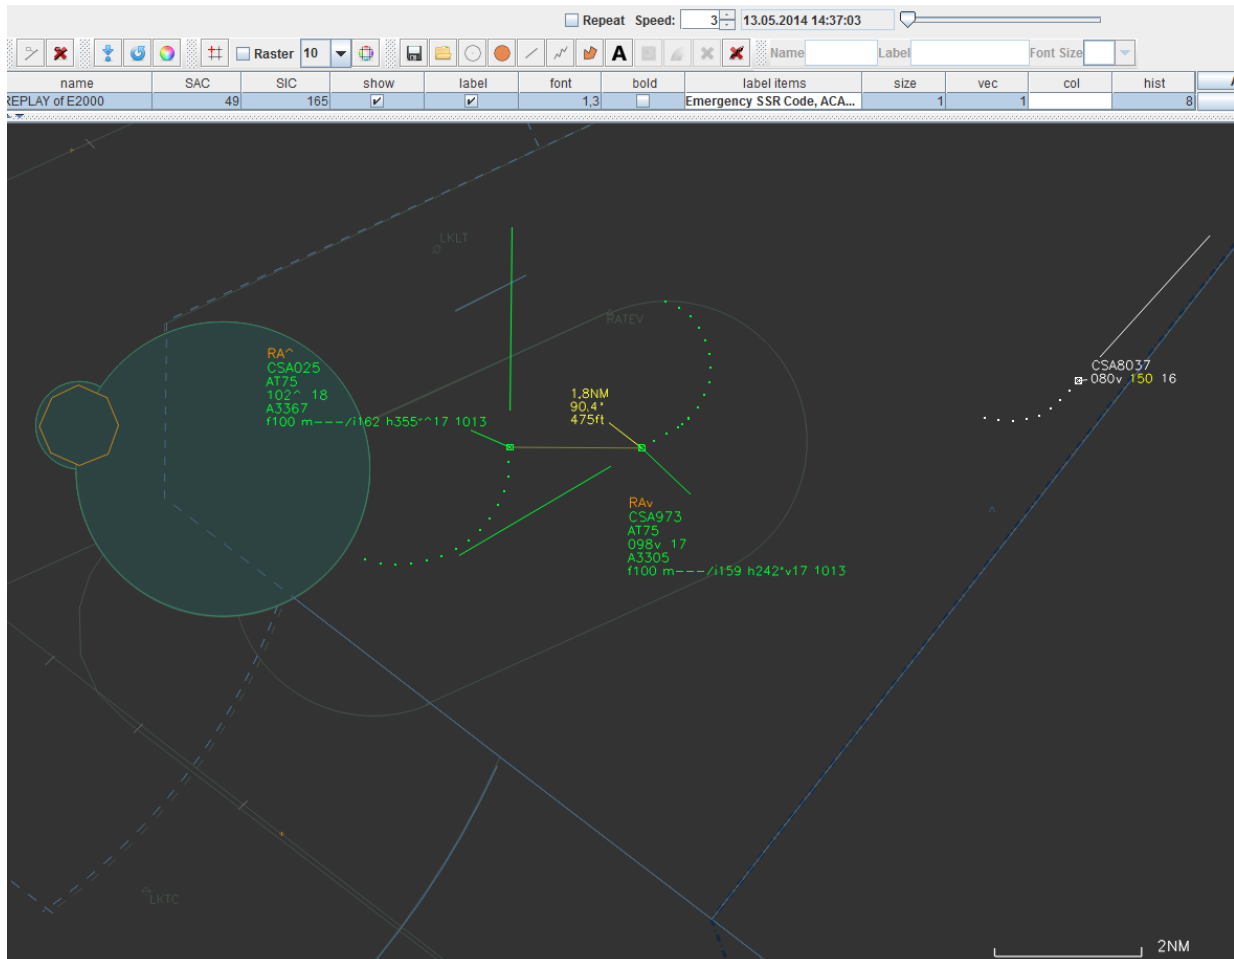 Repeat Speed: 3 13.05.2014 14:37:03
Raster 10 A Name Label Font Size
name SAC SIC show label font bold label items size vec col hist
REPLAY of E2000 49 165 1,3 Emergency SSR Code, ACA... 1 1 8
LKLT
RATEV
RA^
CSA025
AT75
102^ 18
A3367
f100 m---/i162 h355°^17 1013
1.8NM
90.4°
475ft
CSA8037
080v 150 16
RAv
CSA973
AT75
098v 17
A3305
f100 m---/i159 h242°v17 1013
LKTC
2NM